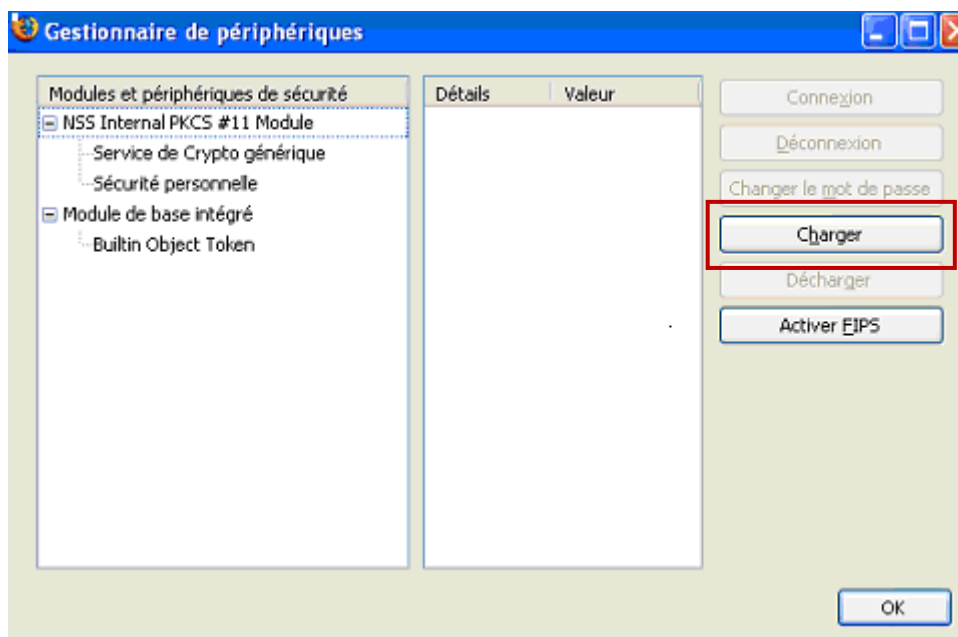 Gestionnaire de périphériques
Modules et périphériques de sécurité
NSS Internal PKCS #11 Module
Service de Crypto générique
Sécurité personnelle
Module de base intégré
Builtin Object Token
Détails Valeur
Connexion
Déconnexion
Changer le mot de passe
Charger
Décharger
Activer FIPS
OK